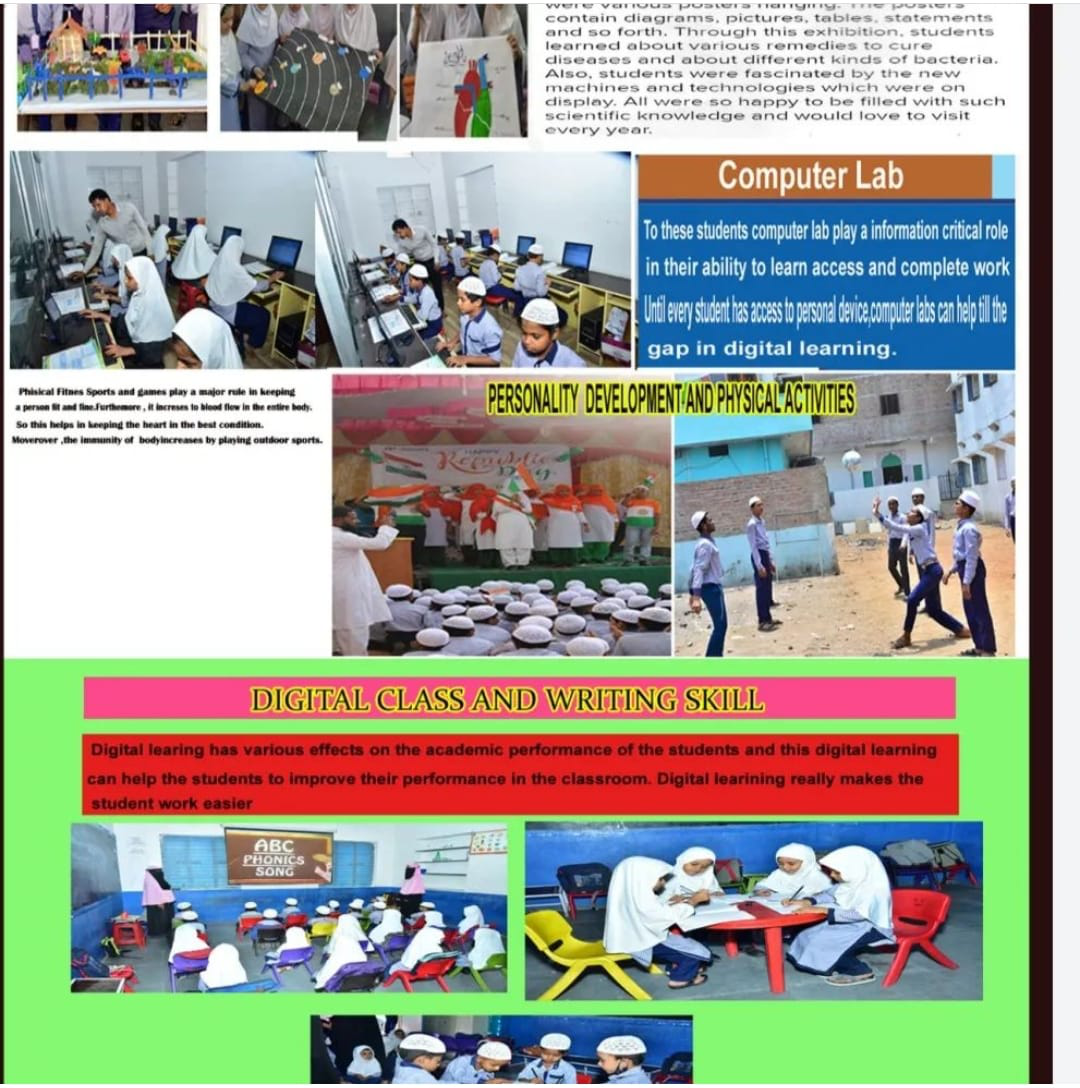 were various posters hanging. The posters
contain diagrams, pictures, tables, statements
and so forth. Through this exhibition, students
learned about various remedies to cure
diseases and about different kinds of bacteria.
Also, students were fascinated by the new
machines and technologies which were on
display. All were so happy to be filled with such
scientific knowledge and would love to visit
every year.
Computer Lab
To these students computer lab play a information critical role
in their ability to learn access and complete work
Until every student has access to personal device,computer labs can help till the
gap in digital learning.
Phisical Fitnes Sports and games play a major rule in keeping
a person fit and fine.Furthemore , it increses to blood flow in the entire body.
So this helps in keeping the heart in the best condition.
Moverover ,the immunity of bodyincreases by playing outdoor sports.
PERSONALITY DEVELOPMENT AND PHYSICAL ACTIVITIES
HAPPY
Republic
Day
DIGITAL CLASS AND WRITING SKILL
Digital learing has various effects on the academic performance of the students and this digital learning
can help the students to improve their performance in the classroom. Digital learining really makes the
student work easier
ABC
PHONICS
SONG